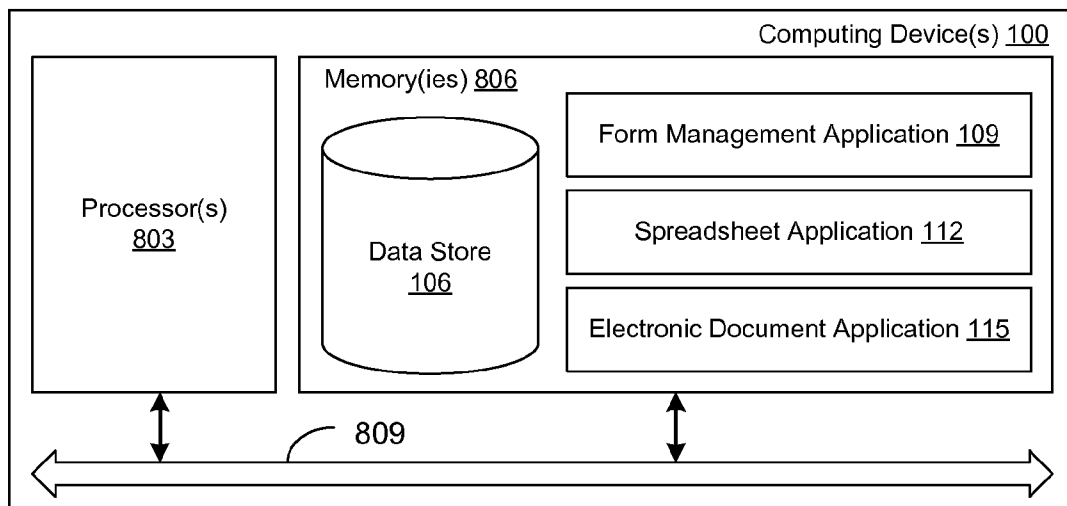 Computing Device(s) 100
Memory(ies) 806
Processor(s)
803
Data Store
106
Form Management Application 109
Spreadsheet Application 112
Electronic Document Application 115
809